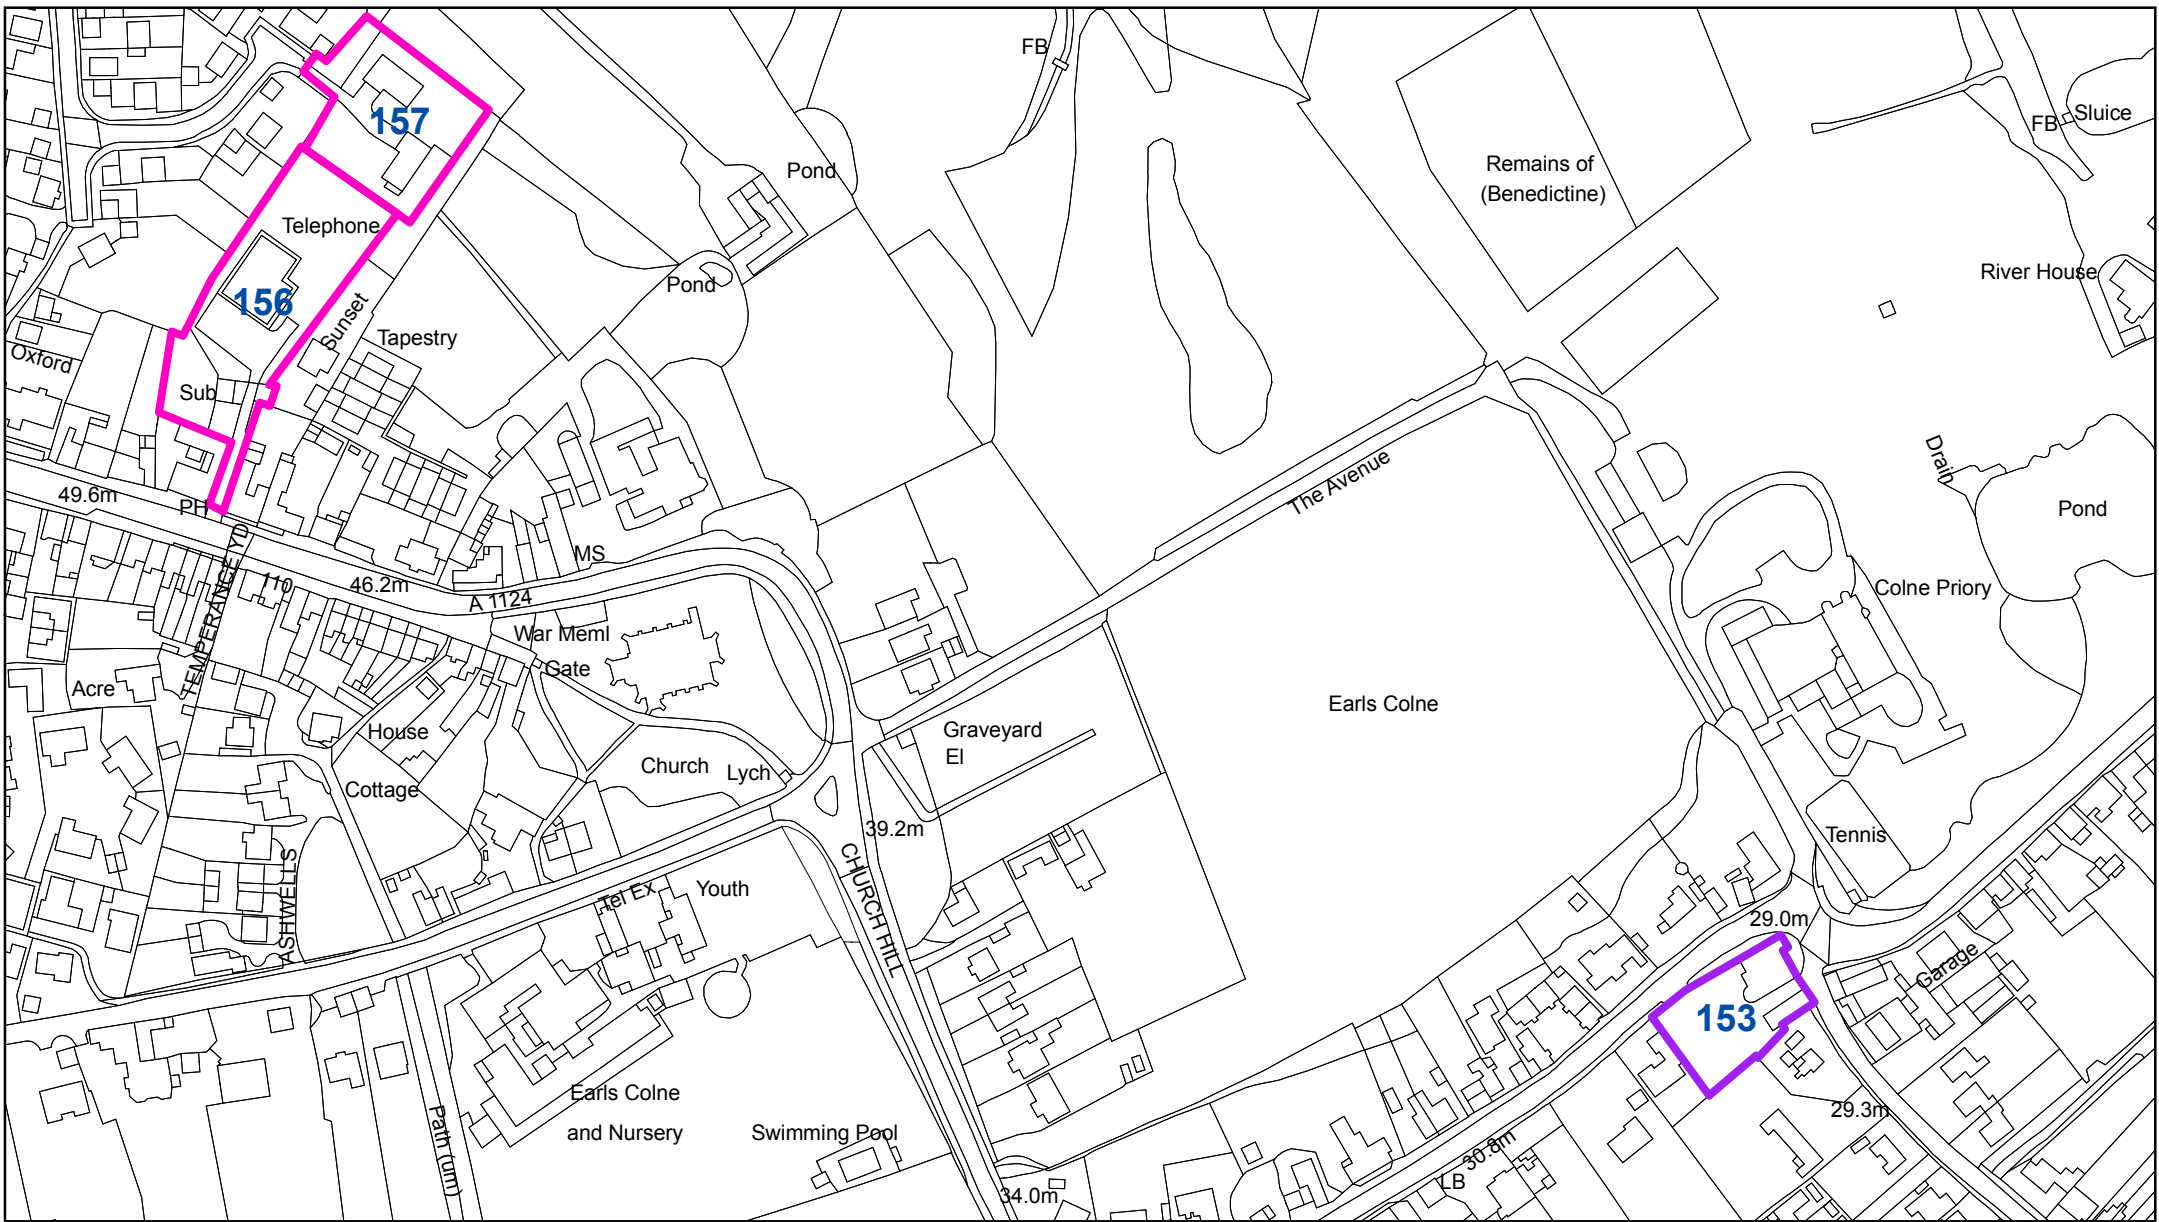 FB
157
Sluice
FB
Pond
Remains of
(Benedictine)
Telephone
River House
Pond
156
Sunset
Tapestry
Oxford
Sub
Drain
The Avenue
49.6m
PH
Pond
TEMPERANCE YD
110
46.2m
MS
A 1124
Colne Priory
War Meml
Gate
Acre
Earls Colne
House
Graveyard
El
Church
Lych
Cottage
39.2m
Tennis
CHURCH HILL
ASHWELLS
Tel Ex
Youth
29.0m
Garage
153
Earls Colne
and Nursery
Path (um)
Swimming Pool
29.3m
30.8m
LB
34.0m